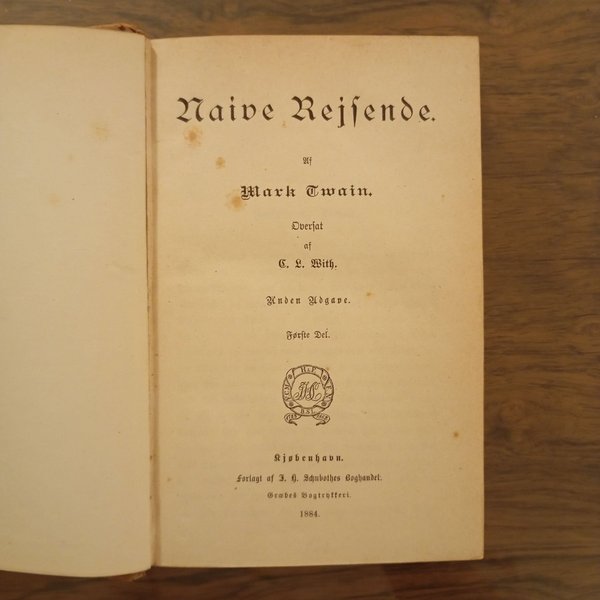 Naive Rejsende.
Af
Mark Twain.
Oversat
af
C. L. With.
Anden Udgave.
Første Del.
Kjøbenhavn.
Forlagt af J. H. Schubothes Boghandel.
Græbes Bogtrykkeri.
1884.